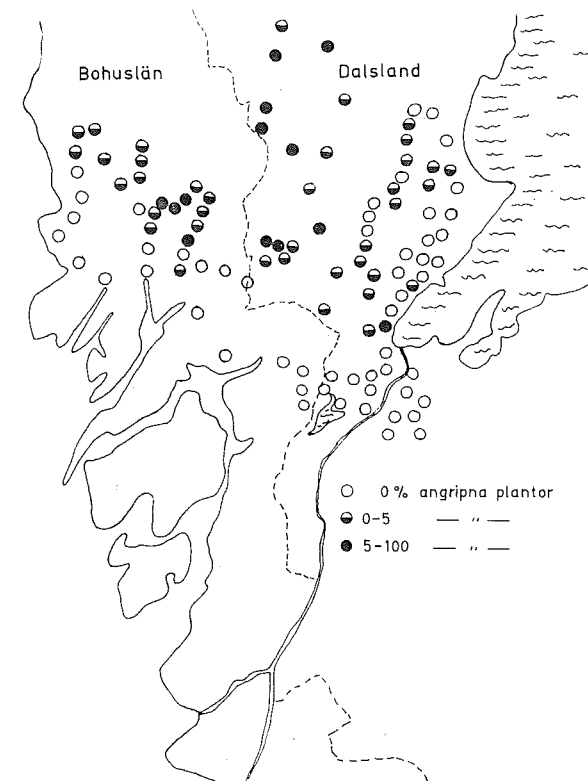 Bohuslän
Dalsland
0 % angripna plantor
0-5 — " —
5-100 — " —